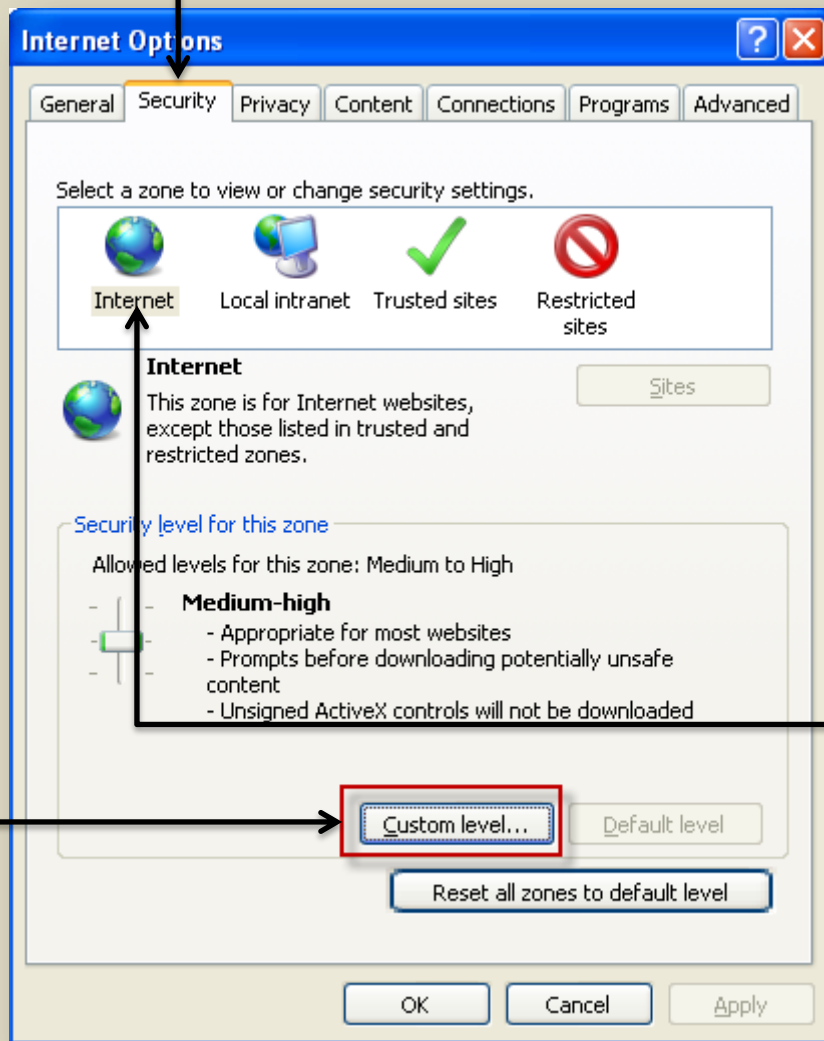 Internet Options
General Security Privacy Content Connections Programs Advanced
Select a zone to view or change security settings.
Internet Local intranet Trusted sites Restricted
sites
Internet
This zone is for Internet websites,
except those listed in trusted and
restricted zones.
Sites
Security level for this zone
Allowed levels for this zone: Medium to High
Medium-high
- Appropriate for most websites
- Prompts before downloading potentially unsafe
content
- Unsigned ActiveX controls will not be downloaded
Custom level... Default level
Reset all zones to default level
OK Cancel Apply